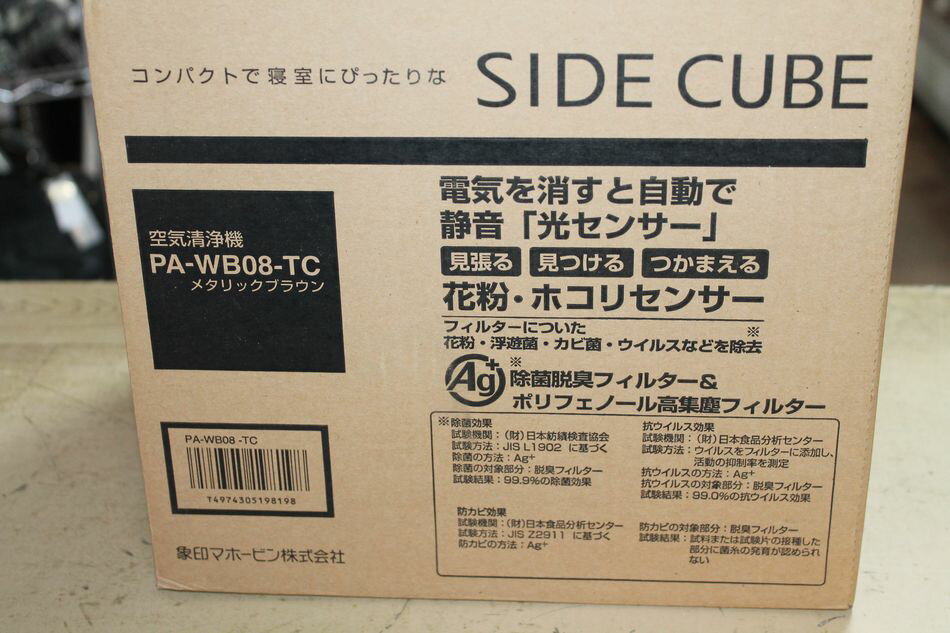 コンパクトで寝室にぴったりな SIDE CUBE
空気清浄機
PA-WB08-TC
メタリックブラウン
電気を消すと自動で
静音「光センサー」
見張る 見つける つかまえる
花粉・ホコリセンサー
フィルターについた ※
花粉・浮遊菌・カビ菌・ウイルスなどを除去
Ag+ ※
除菌脱臭フィルター&
ポリフェノール高集塵フィルター
※除菌効果
試験機関：(財)日本紡績検査協会
試験方法：JIS L1902 に基づく
除菌の方法：Ag+
除菌の対象部分：脱臭フィルター
試験結果：99.9%の除菌効果
抗ウイルス効果
試験機関：(財)日本食品分析センター
試験方法：ウイルスをフィルターに添加し、
活動の抑制率を測定
抗ウイルスの方法：Ag+
抗ウイルスの対象部分：脱臭フィルター
試験結果：99.0%の抗ウイルス効果
防カビ効果
試験機関：(財)日本食品分析センター
試験方法：JIS Z2911 に基づく
防カビの方法：Ag+
防カビの対象部分：脱臭フィルター
試験結果：試料または試験片の接種した
部分に菌糸の発育が認められ
ない
PA-WB08-TC
T4974305198198
象印マホービン株式会社